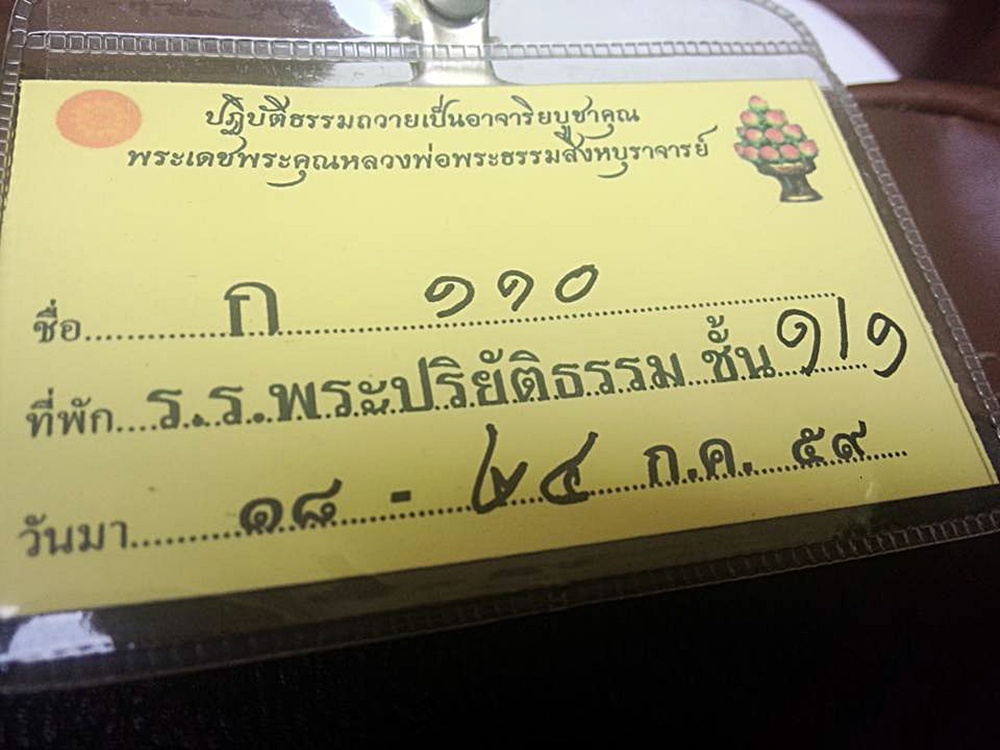 ปฏิบัติธรรมถวายเป็นอาจาริยบูชาคุณ
พระเดชพระคุณหลวงพ่อพระธรรมสิงหบุราจารย์
ชื่อ ก ๑๑๐
ที่พัก ร.ร.พระปริยัติธรรม ชั้น ๑/๑
วันมา ๑๘ - ๒๔ ก.ค. ๕๙